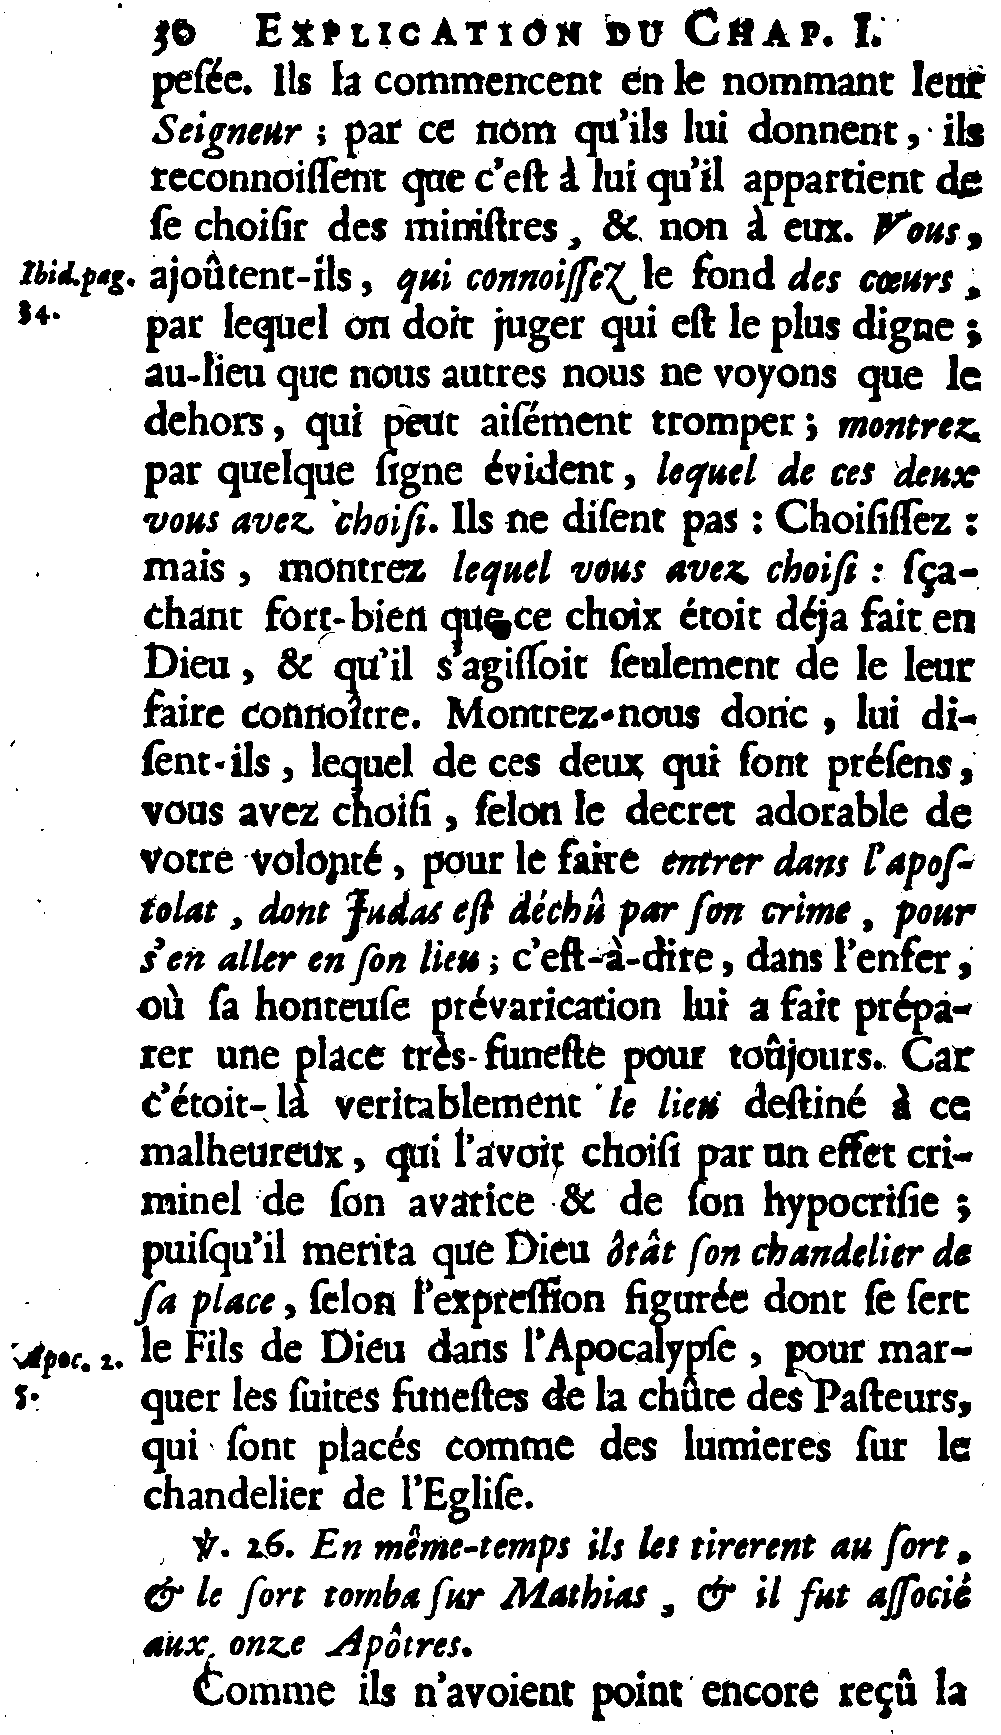 30 EXPLICATION DU CHAP. I.
peſée. Ils la commencent en le nommant leur
Seigneur ; par ce nom qu'ils lui donnent, ils
reconnoiſſent que c'eſt à lui qu'il appartient de
ſe choiſir des miniſtres, & non à eux. Vous,
Ibid. pag. ajoûtent-ils, qui connoiſſez le fond des cœurs,
84. par lequel on doit juger qui eſt le plus digne ;
au-lieu que nous autres nous ne voyons que le
dehors, qui peut aiſément tromper ; montrez
par quelque ſigne évident, lequel de ces deux
vous avez choiſi. Ils ne diſent pas : Choiſiſſez :
mais, montrez lequel vous avez choiſi : ſça-
chant fort-bien que ce choix étoit déja fait en
Dieu, & qu'il s'agiſſoit ſeulement de le leur
faire connoître. Montrez-nous donc, lui di-
ſent-ils, lequel de ces deux qui ſont préſens,
vous avez choiſi, ſelon le decret adorable de
votre volonté, pour le faire entrer dans l'apoſ-
tolat, dont Judas eſt déchû par ſon crime, pour
s'en aller en ſon lieu ; c'eſt-à-dire, dans l'enfer,
où ſa honteuſe prévarication lui a fait prépa-
rer une place très-funeſte pour toûjours. Car
c'étoit-là veritablement le lieu deſtiné à ce
malheureux, qui l'avoit choiſi par un effet cri-
minel de ſon avarice & de ſon hypocriſie ;
puiſqu'il merita que Dieu ôtât ſon chandelier de
ſa place, ſelon l'expreſſion figurée dont ſe ſert
Apoc. 2. le Fils de Dieu dans l'Apocalypſe, pour mar-
5. quer les ſuites funeſtes de la chûte des Paſteurs,
qui ſont placés comme des lumieres ſur le
chandelier de l'Egliſe.
℣. 26. En même-temps ils les tirerent au ſort,
& le ſort tomba ſur Mathias, & il fut aſſocié
aux onze Apôtres.
Comme ils n'avoient point encore reçû la